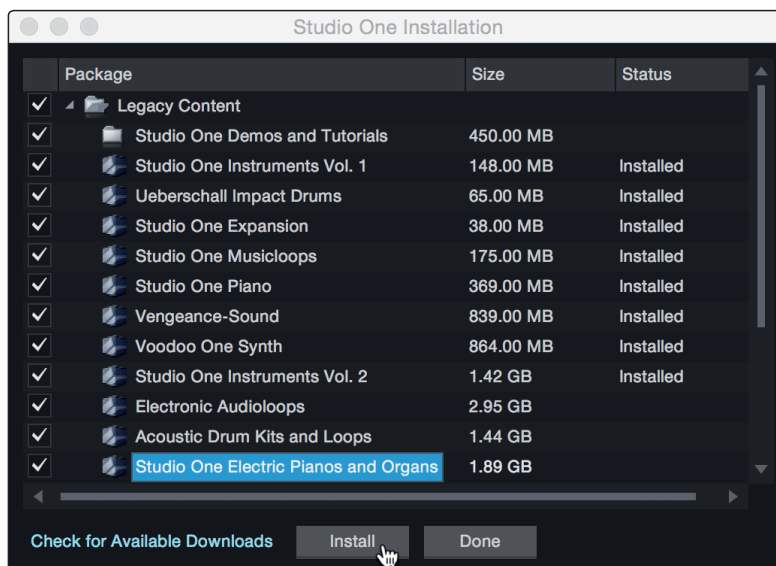 Studio One Installation
Package Size Status
Legacy Content
Studio One Demos and Tutorials 450.00 MB
Studio One Instruments Vol. 1 148.00 MB Installed
Ueberschall Impact Drums 65.00 MB Installed
Studio One Expansion 38.00 MB Installed
Studio One Musicloops 175.00 MB Installed
Studio One Piano 369.00 MB Installed
Vengeance-Sound 839.00 MB Installed
Voodoo One Synth 864.00 MB Installed
Studio One Instruments Vol. 2 1.42 GB Installed
Electronic Audioloops 2.95 GB
Acoustic Drum Kits and Loops 1.44 GB
Studio One Electric Pianos and Organs 1.89 GB
Check for Available Downloads Install Done